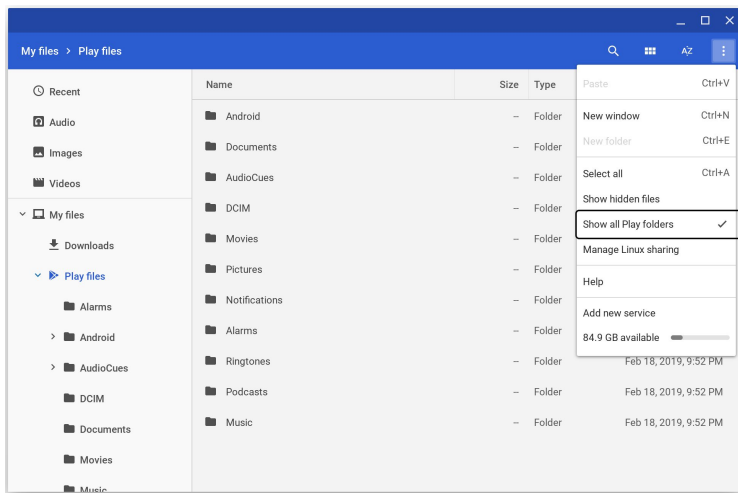 My files > Play files
AZ
Recent
Audio
Images
Videos
My files
Downloads
Play files
Alarms
Android
AudioCues
DCIM
Documents
Movies
Music
Name Size Type
Android -- Folder
Documents -- Folder
AudioCues -- Folder
DCIM -- Folder
Movies -- Folder
Pictures -- Folder
Notifications -- Folder
Alarms -- Folder
Ringtones -- Folder Feb 18, 2019, 9:52 PM
Podcasts -- Folder Feb 18, 2019, 9:52 PM
Music -- Folder Feb 18, 2019, 9:52 PM
Paste Ctrl+V
New window Ctrl+N
New folder Ctrl+E
Select all Ctrl+A
Show hidden files
Show all Play folders
Manage Linux sharing
Help
Add new service
84.9 GB available